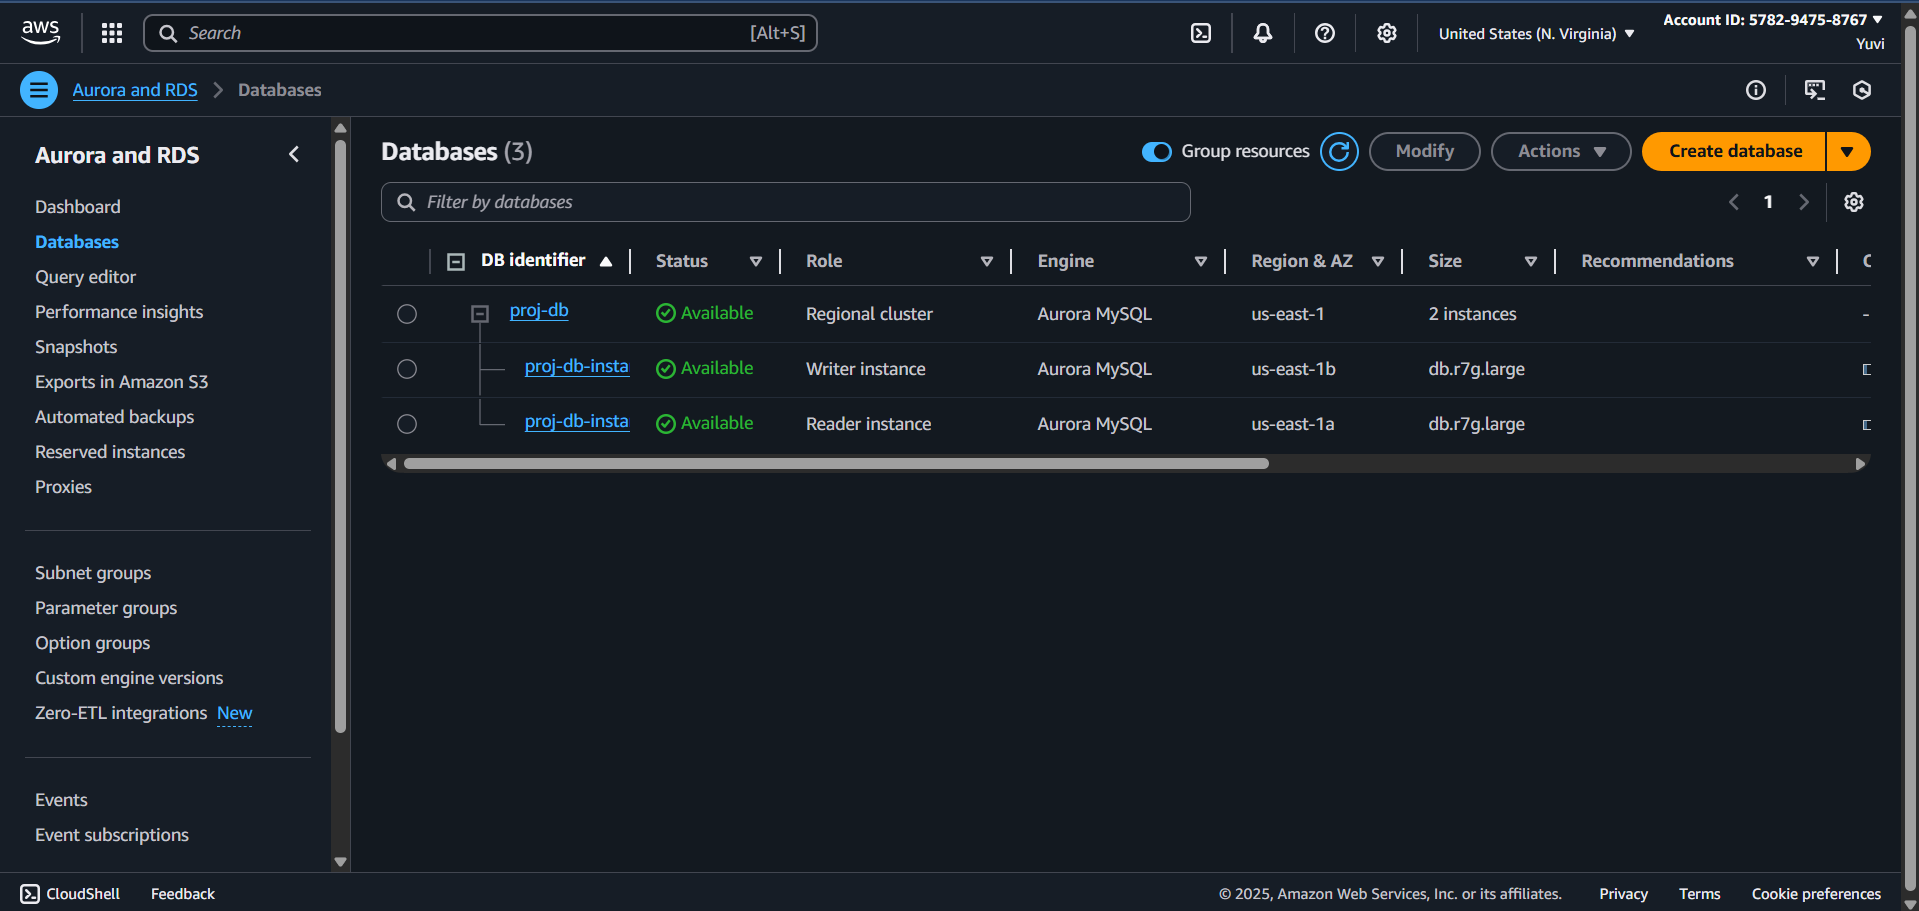 aws
Search [Alt+S]
United States (N. Virginia)
Account ID: 5782-9475-8767
Yuvi
Aurora and RDS
Databases
Aurora and RDS
Dashboard
Databases
Query editor
Performance insights
Snapshots
Exports in Amazon S3
Automated backups
Reserved instances
Proxies
Subnet groups
Parameter groups
Option groups
Custom engine versions
Zero-ETL integrations New
Events
Event subscriptions
Databases (3)
Group resources
Modify
Actions
Create database
Filter by databases
1
DB identifier Status Role Engine Region & AZ Size Recommendations
proj-db Available Regional cluster Aurora MySQL us-east-1 2 instances -
proj-db-insta Available Writer instance Aurora MySQL us-east-1b db.r7g.large
proj-db-insta Available Reader instance Aurora MySQL us-east-1a db.r7g.large
CloudShell Feedback © 2025, Amazon Web Services, Inc. or its affiliates. Privacy Terms Cookie preferences